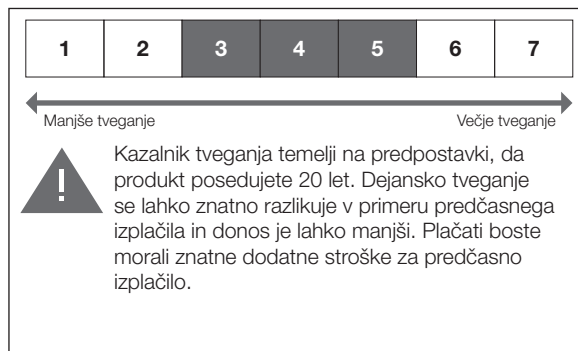 1 2 3 4 5 6 7
Manjše tveganje Večje tveganje
!
Kazalnik tveganja temelji na predpostavki, da
produkt posedujete 20 let. Dejansko tveganje
se lahko znatno razlikuje v primeru predčasnega
izplačila in donos je lahko manjši. Plačati boste
morali znatne dodatne stroške za predčasno
izplačilo.